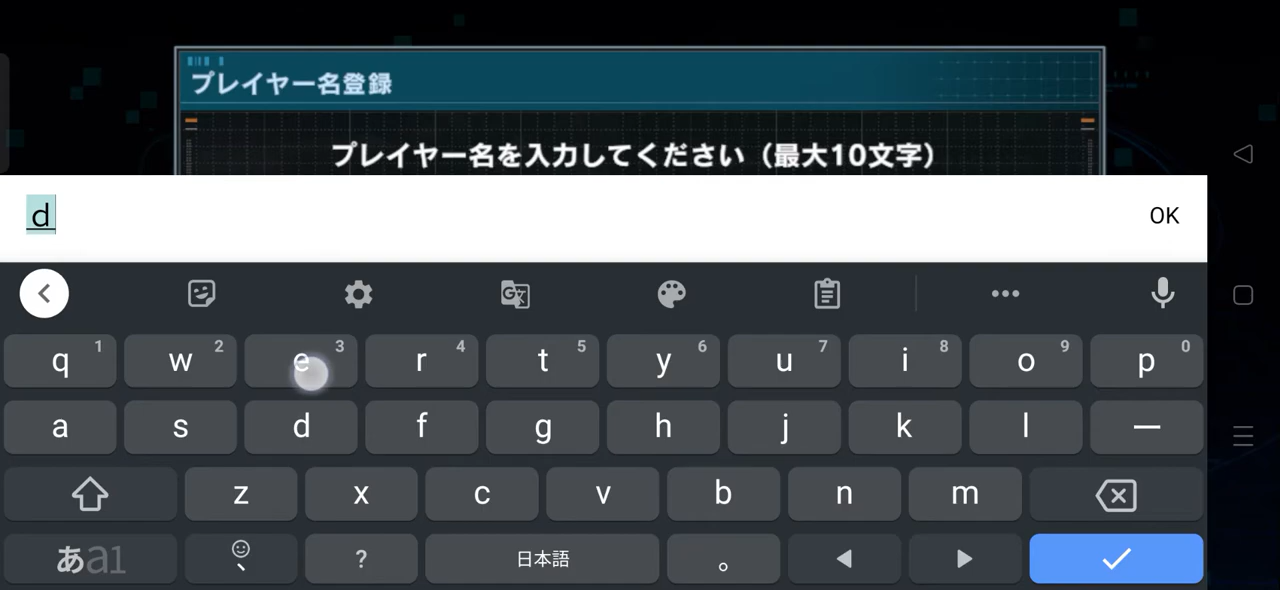 プレイヤー名登録
プレイヤー名を入力してください（最大10文字）
d
OK
q 1 w 2 e 3 r 4 t 5 y 6 u 7 i 8 o 9 p 0
a s d f g h j k l ー
z x c v b n m
あa1 、 ? 日本語 。